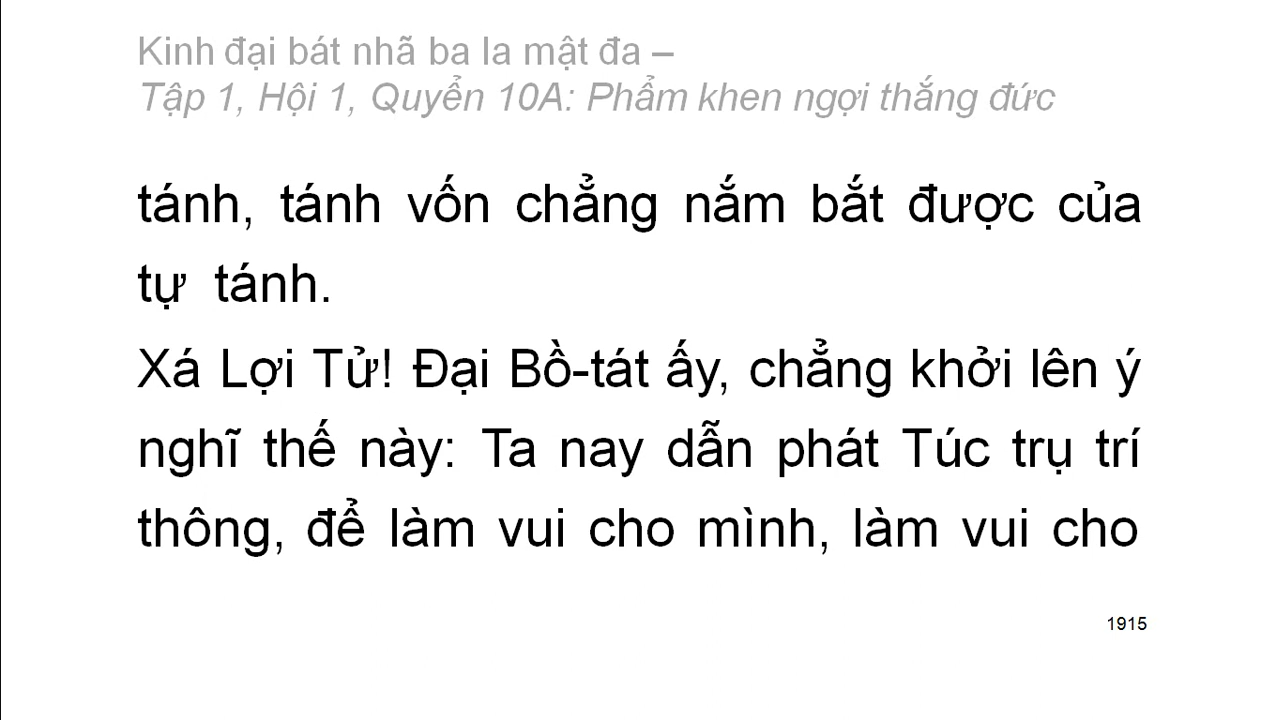 Kinh đại bát nhã ba la mật đa –
Tập 1, Hội 1, Quyển 10A: Phẩm khen ngợi thắng đức
tánh, tánh vốn chẳng nắm bắt được của
tự tánh.
Xá Lợi Tử! Đại Bồ-tát ấy, chẳng khởi lên ý
nghĩ thế này: Ta nay dẫn phát Túc trụ trí
thông, để làm vui cho mình, làm vui cho
1915